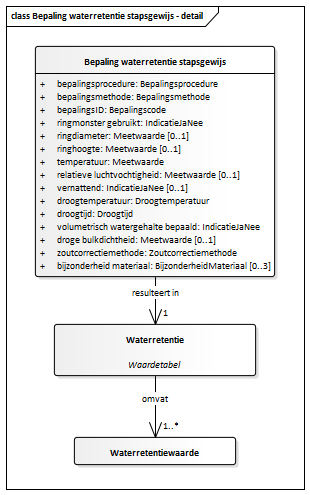 class Bepaling waterretentie stapsgewijs - detail
Bepaling waterretentie stapsgewijs
+ bepalingsprocedure: Bepalingsprocedure
+ bepalingsmethode: Bepalingsmethode
+ bepalingsID: Bepalingscode
+ ringmonster gebruikt: IndicatieJaNee
+ ringdiameter: Meetwaarde [0..1]
+ ringhoogte: Meetwaarde [0..1]
+ temperatuur: Meetwaarde
+ relatieve luchtvochtigheid: Meetwaarde [0..1]
+ vernattend: IndicatieJaNee [0..1]
+ droogtemperatuur: Droogtemperatuur
+ droogtijd: Droogtijd
+ volumetrisch watergehalte bepaald: IndicatieJaNee
+ droge bulkdichtheid: Meetwaarde [0..1]
+ zoutcorrectiemethode: Zoutcorrectiemethode
+ bijzonderheid materiaal: BijzonderheidMateriaal [0..3]
resulteert in
1
Waterretentie
Waardetabel
omvat
1..*
Waterretentiewaarde